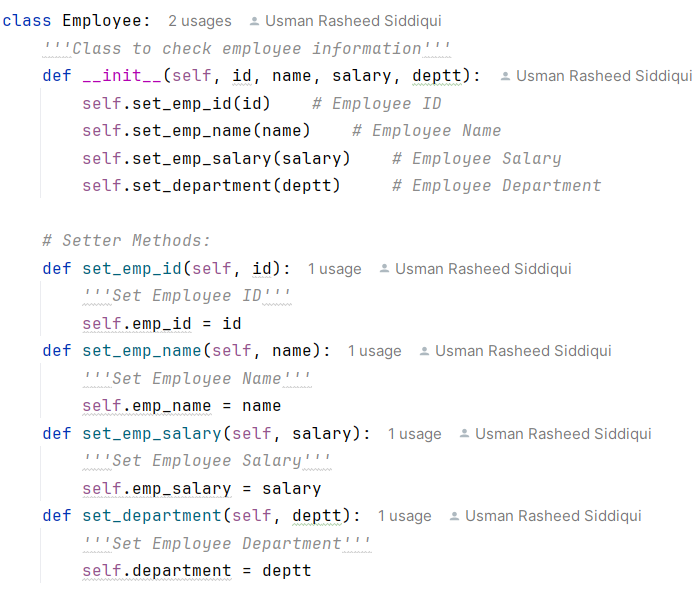 class Employee: 2 usages Usman Rasheed Siddiqui
'''Class to check employee information'''
def __init__(self, id, name, salary, deptt): Usman Rasheed Siddiqui
self.set_emp_id(id) # Employee ID
self.set_emp_name(name) # Employee Name
self.set_emp_salary(salary) # Employee Salary
self.set_department(deptt) # Employee Department
# Setter Methods:
def set_emp_id(self, id): 1 usage Usman Rasheed Siddiqui
'''Set Employee ID'''
self.emp_id = id
def set_emp_name(self, name): 1 usage Usman Rasheed Siddiqui
'''Set Employee Name'''
self.emp_name = name
def set_emp_salary(self, salary): 1 usage Usman Rasheed Siddiqui
'''Set Employee Salary'''
self.emp_salary = salary
def set_department(self, deptt): 1 usage Usman Rasheed Siddiqui
'''Set Employee Department'''
self.department = deptt